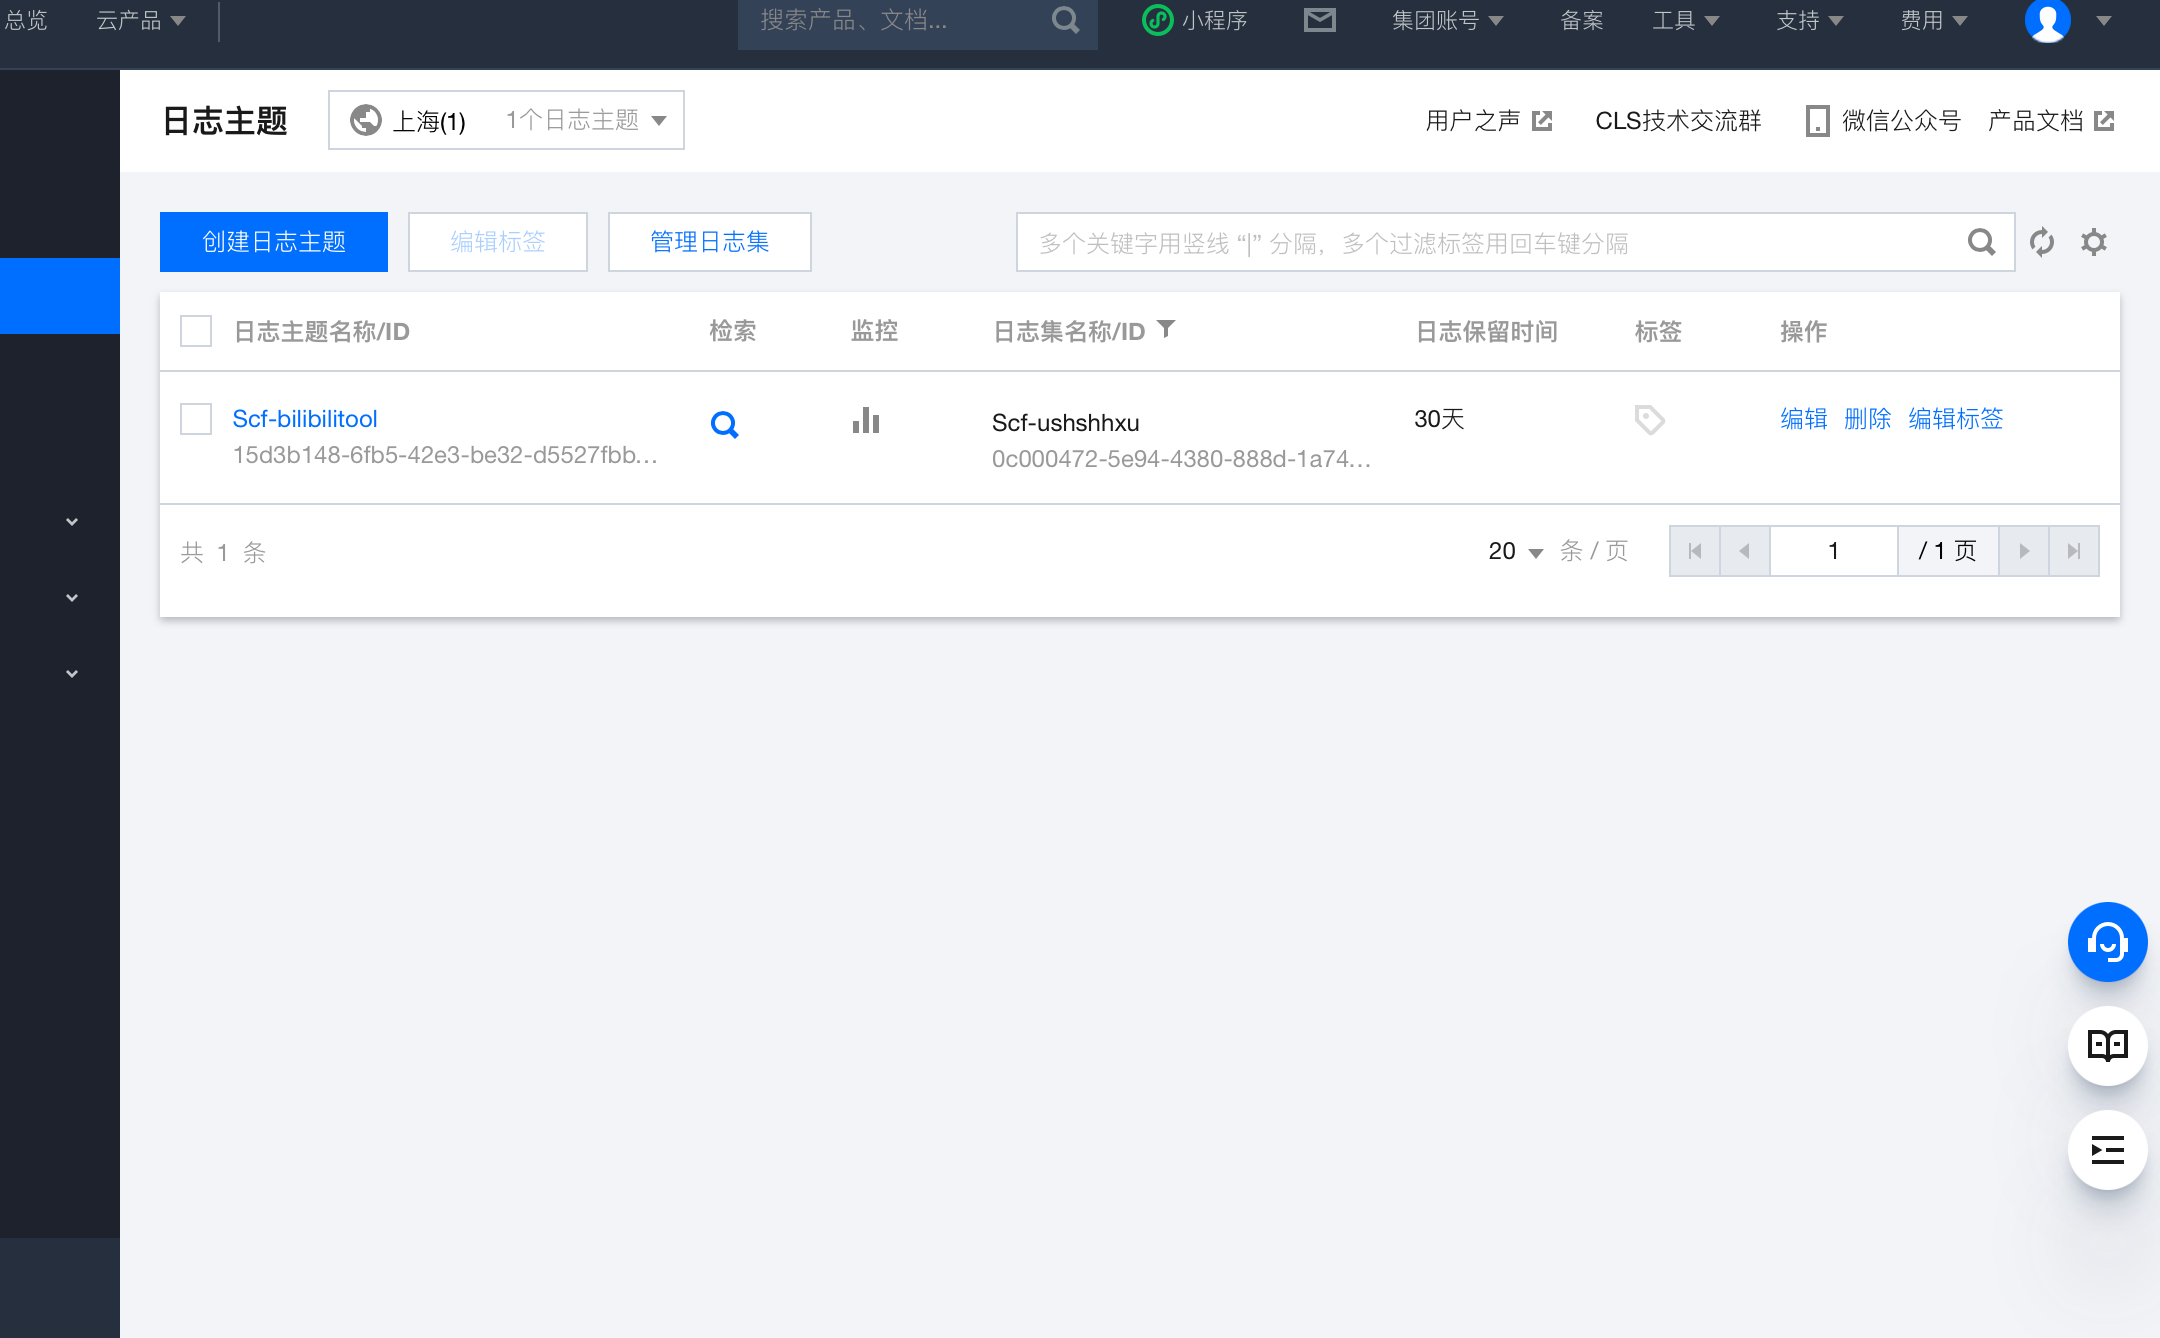 总览 云产品 搜索产品、文档... 小程序 集团账号 备案 工具 支持 费用
日志主题 上海(1) 1个日志主题 用户之声 CLS技术交流群 微信公众号 产品文档
创建日志主题 编辑标签 管理日志集 多个关键字用竖线 “|” 分隔，多个过滤标签用回车键分隔
日志主题名称/ID 检索 监控 日志集名称/ID 日志保留时间 标签 操作
Scf-bilibilitool Scf-ushshhxu 30天 编辑 删除 编辑标签
15d3b148-6fb5-42e3-be32-d5527fbb... 0c000472-5e94-4380-888d-1a74...
共 1 条 20 条 / 页 1 / 1 页